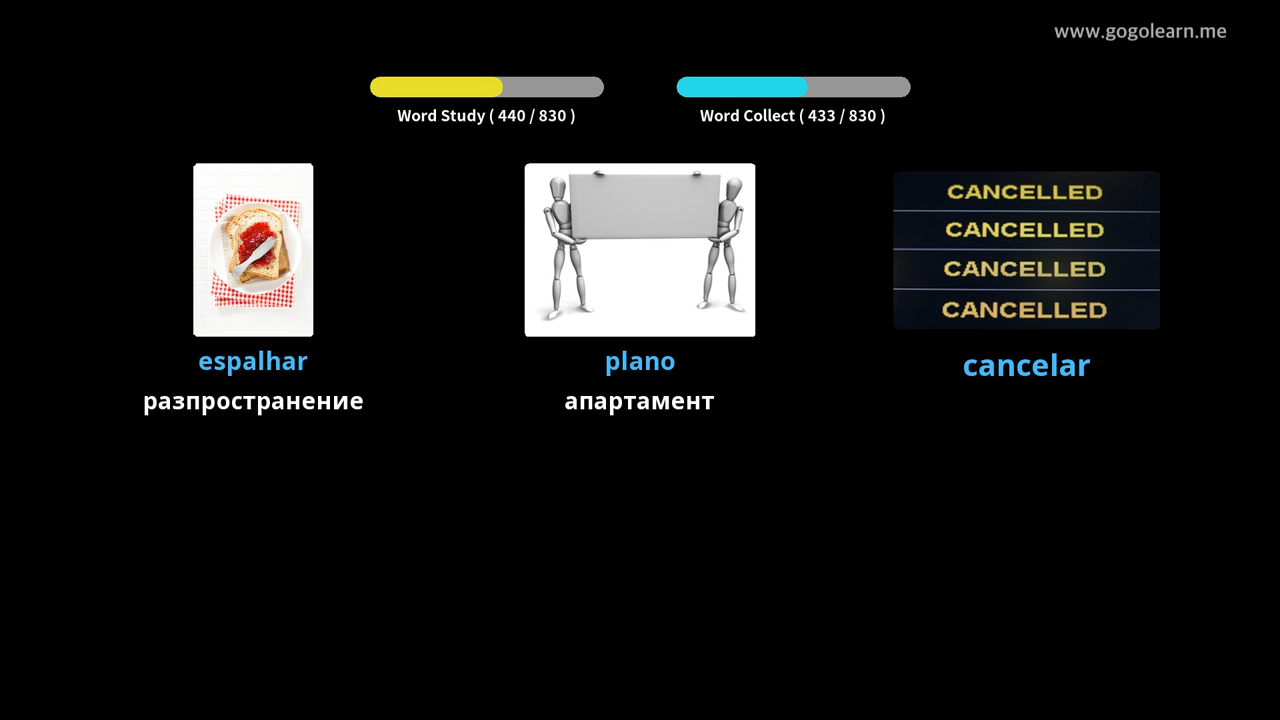 www.gogolearn.me
Word Study ( 440 / 830 )
Word Collect ( 433 / 830 )
CANCELLED
CANCELLED
CANCELLED
CANCELLED
espalhar
plano
cancelar
разпространение
апартамент